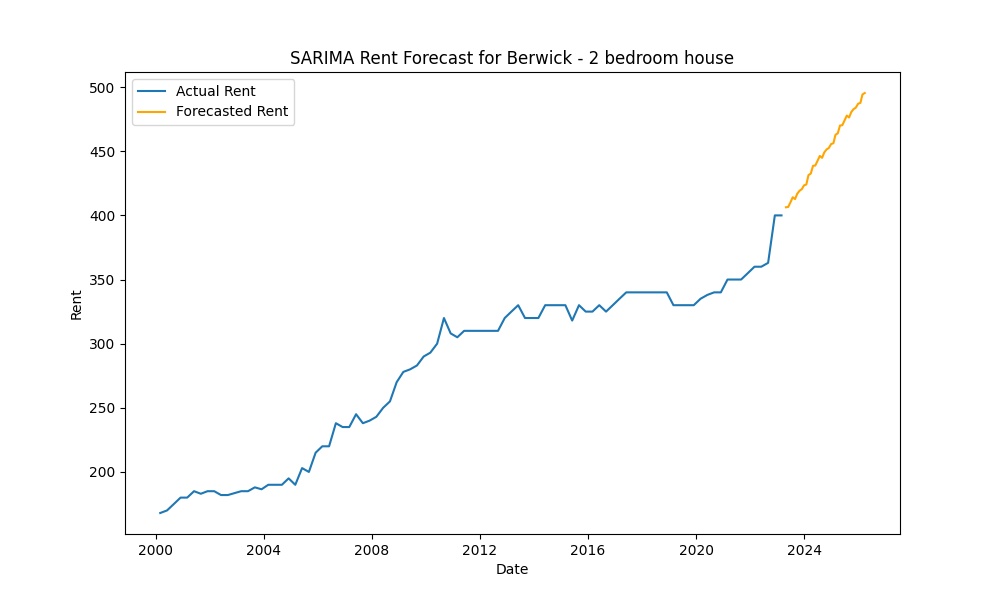 SARIMA Rent Forecast for Berwick - 2 bedroom house
Actual Rent
Forecasted Rent
500
450
400
350
300
250
200
Rent
2000 2004 2008 2012 2016 2020 2024
Date